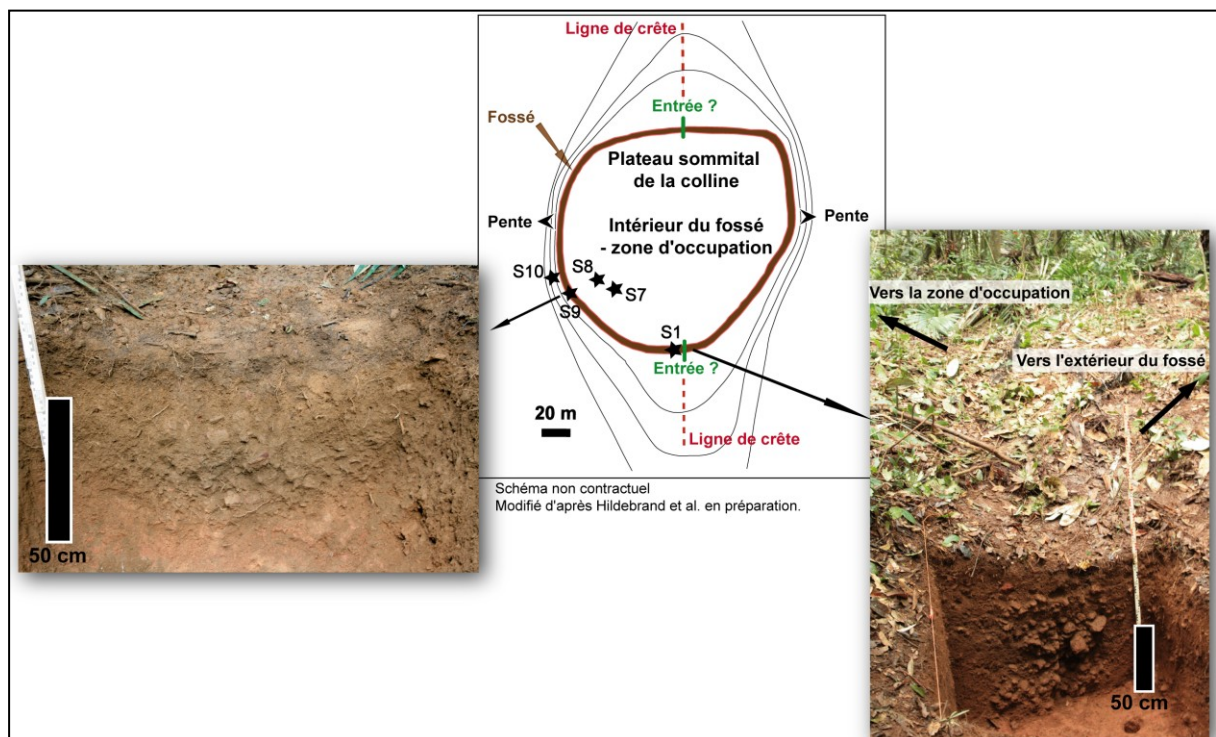 Ligne de crête
Entrée ?
Fossé
Plateau sommital
de la colline
Pente
Pente
Intérieur du fossé
- zone d'occupation
S10
S8
S7
S9
S1
Entrée ?
20 m
Ligne de crête
Schéma non contractuel
Modifié d'après Hildebrand et al. en préparation.
50 cm
Vers la zone d'occupation
Vers l'extérieur du fossé
50 cm